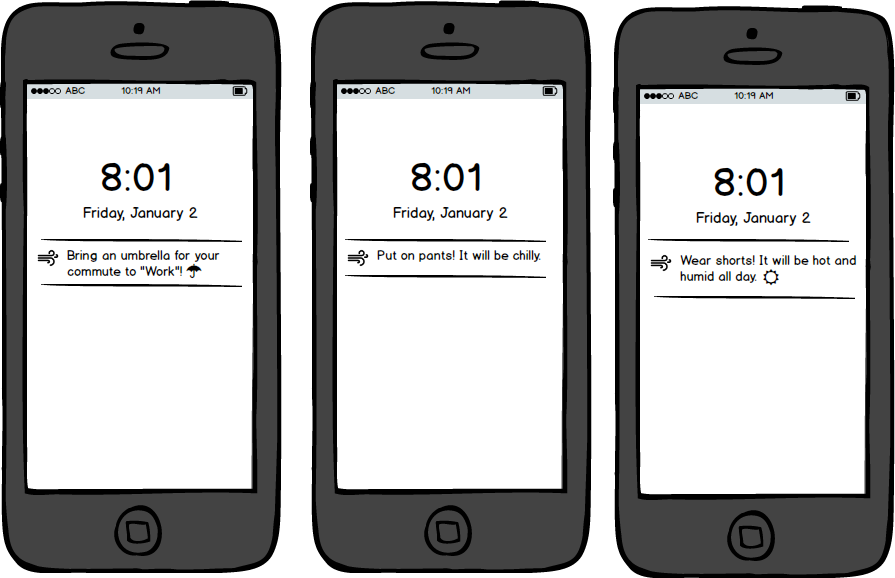 ABC 10:19 AM
8:01
Friday, January 2
Bring an umbrella for your
commute to "Work"! ☂
ABC 10:19 AM
8:01
Friday, January 2
Put on pants! It will be chilly.
ABC 10:19 AM
8:01
Friday, January 2
Wear shorts! It will be hot and
humid all day.